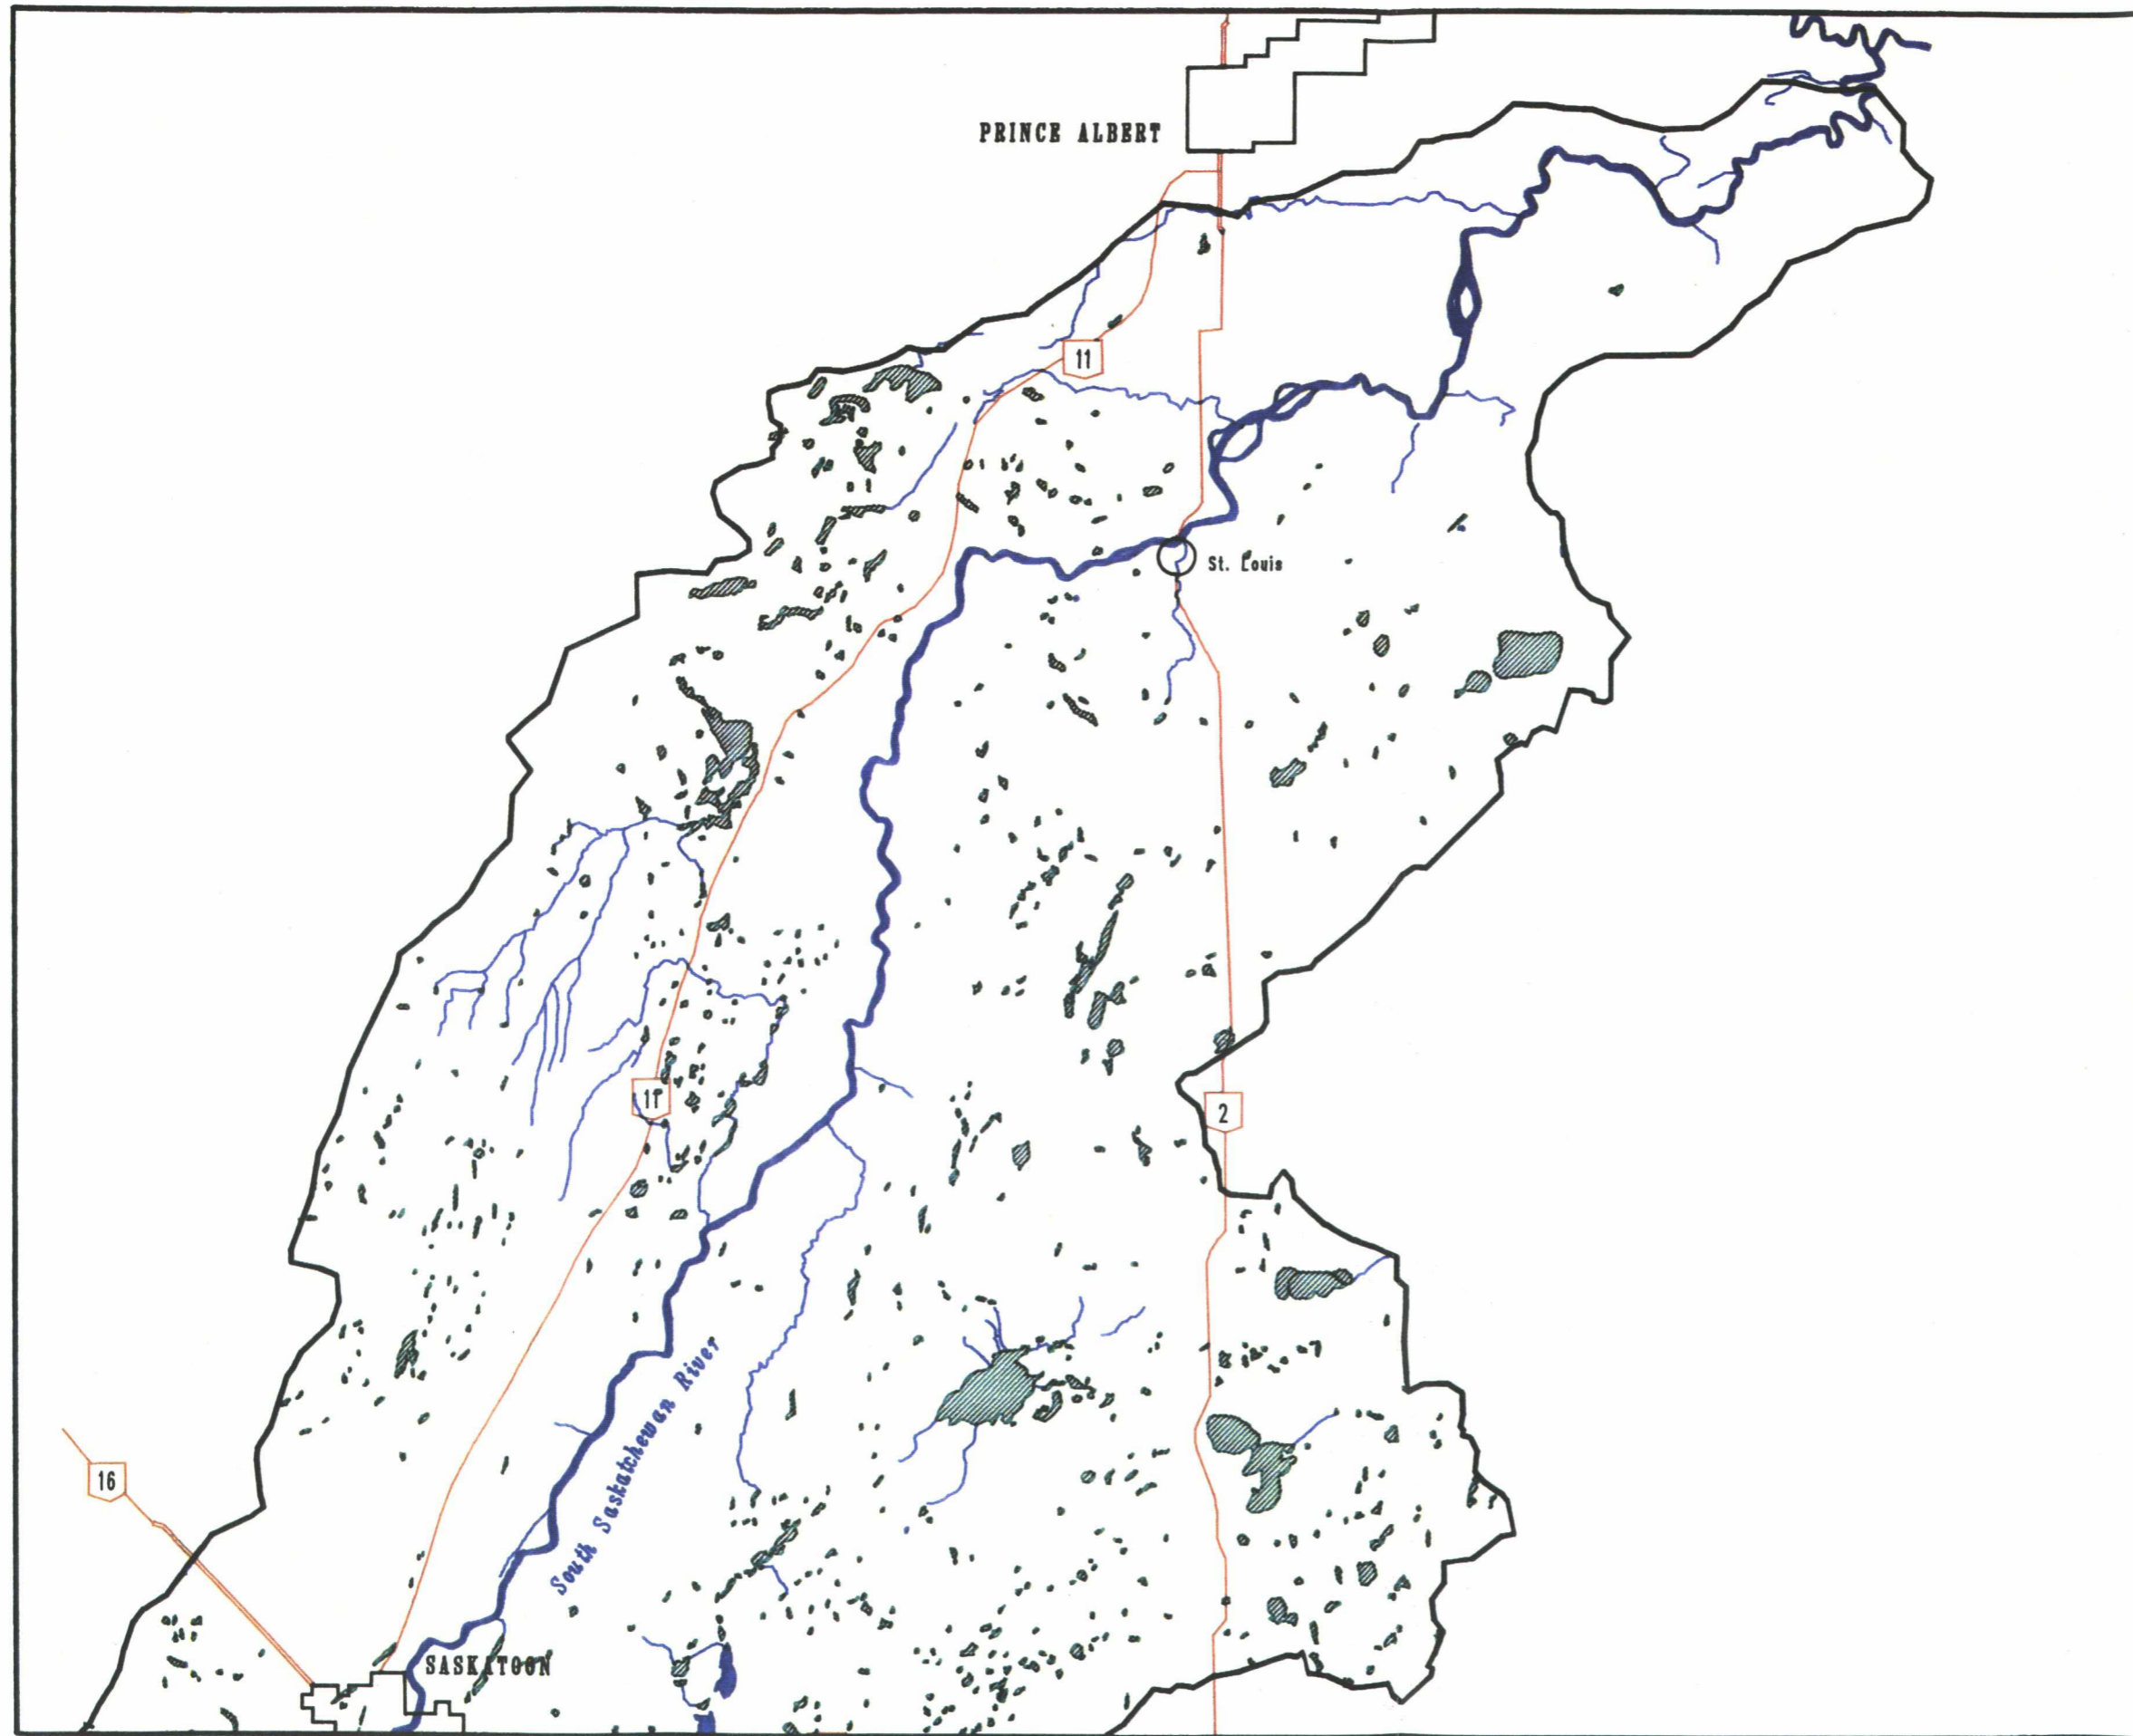 PRINCE ALBERT
11
St. Louis
11
2
South Saskatchewan River
16
SASKATOON